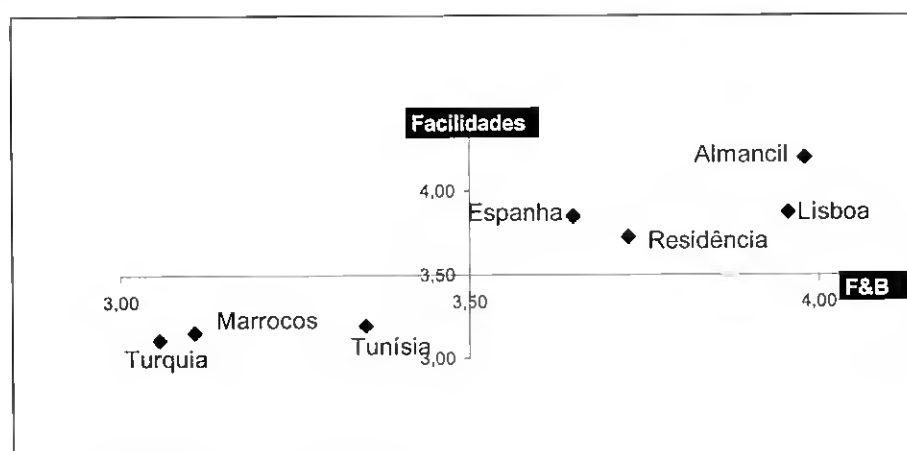 Facilidades
Almancil
4,00
Espanha
Lisboa
Residência
3,50
3,00
3,50
4,00
F&B
Marrocos
Tunísia
3,00
Turquia